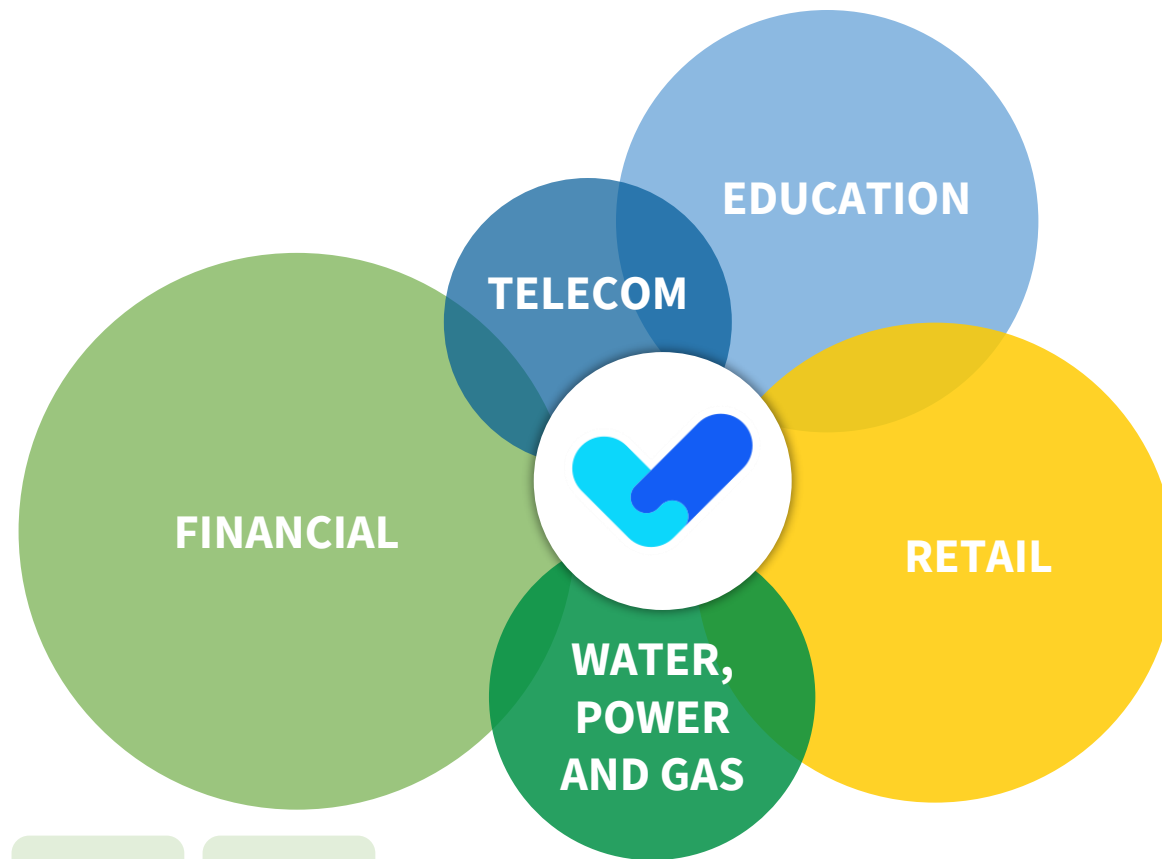 EDUCATION
TELECOM
FINANCIAL
RETAIL
WATER,
POWER
AND GAS